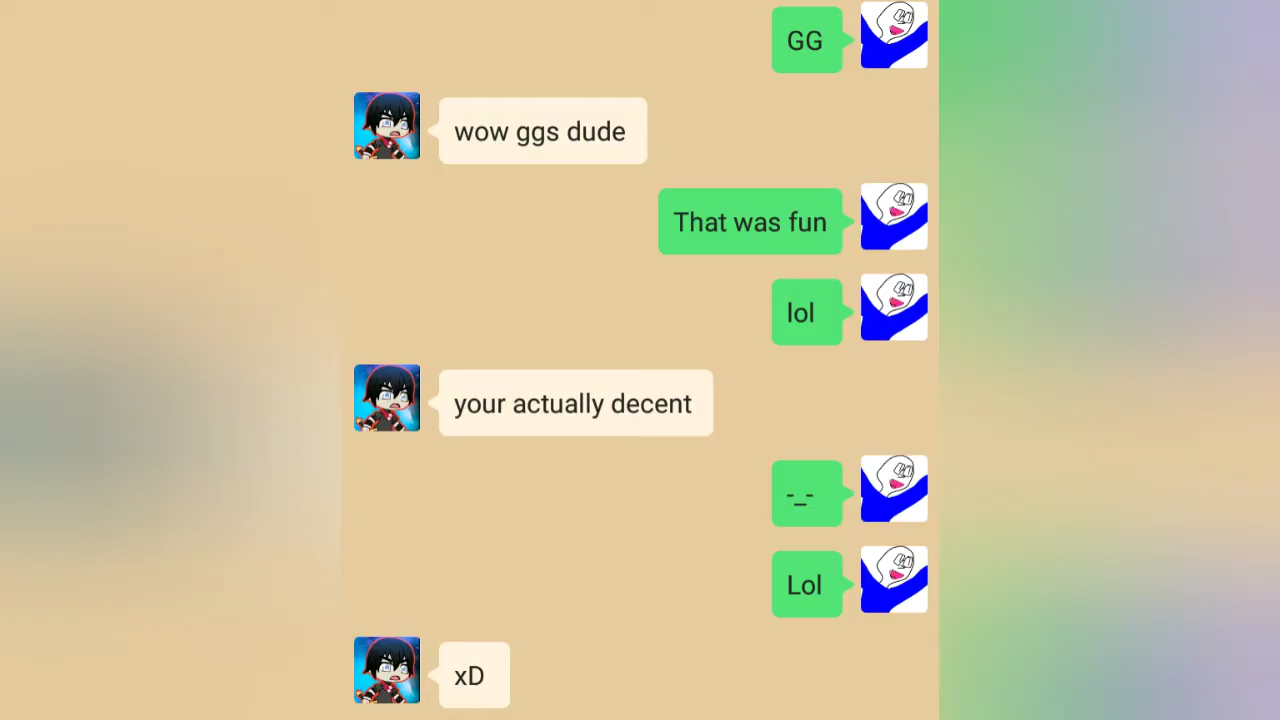 GG
wow ggs dude
That was fun
lol
your actually decent
-_-
Lol
xD